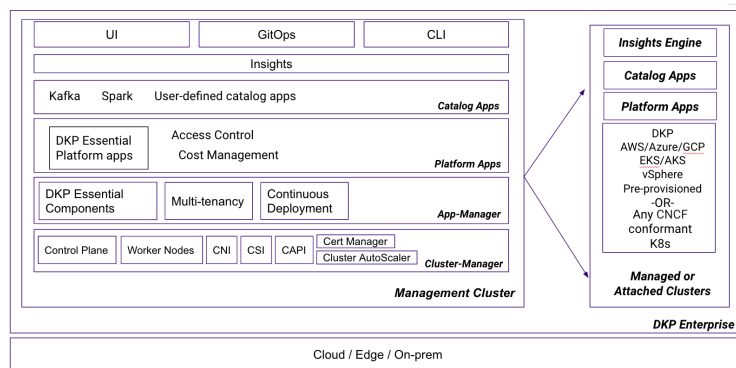 UI
GitOps
CLI
Insights
Kafka
Spark
User-defined catalog apps
Catalog Apps
DKP Essential
Platform apps
Access Control
Cost Management
Platform Apps
DKP Essential
Components
Multi-tenancy
Continuous
Deployment
App-Manager
Control Plane
Worker Nodes
CNI
CSI
CAPI
Cert Manager
Cluster AutoScaler
Cluster-Manager
Management Cluster
Insights Engine
Catalog Apps
Platform Apps
DKP
AWS/Azure/GCP
EKS/AKS
vSphere
Pre-provisioned
-OR-
Any CNCF
conformant
K8s
Managed or
Attached Clusters
DKP Enterprise
Cloud / Edge / On-prem